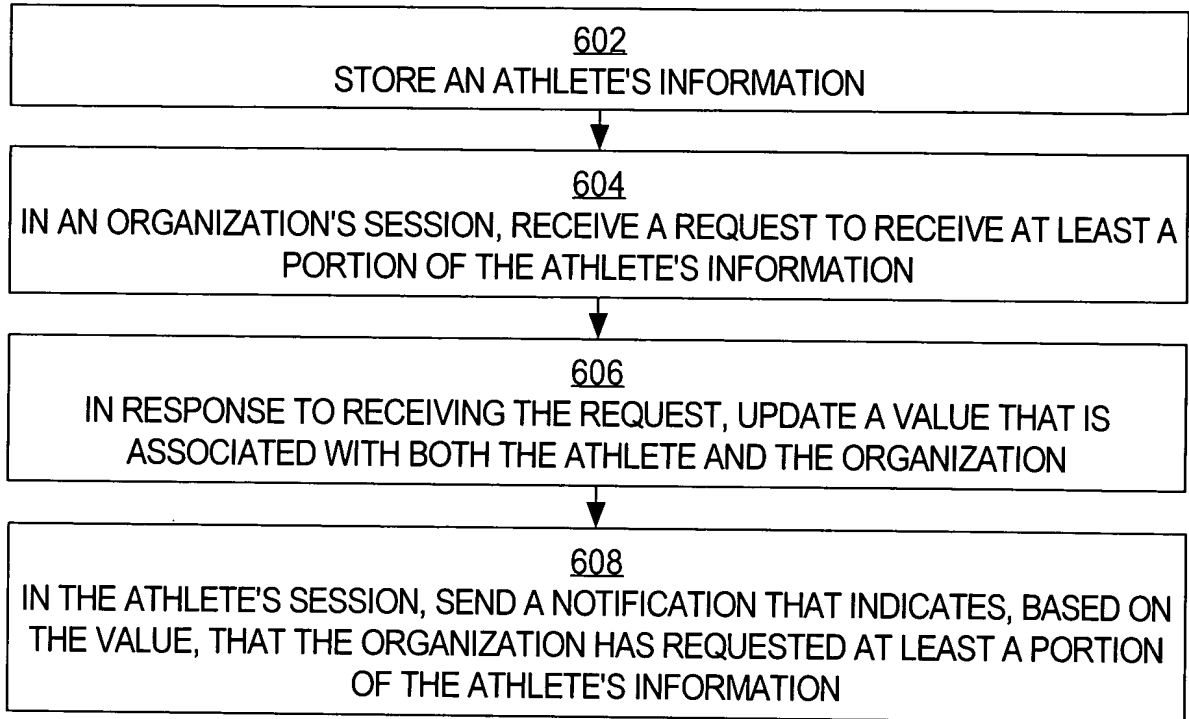 602
STORE AN ATHLETE'S INFORMATION
604
IN AN ORGANIZATION'S SESSION, RECEIVE A REQUEST TO RECEIVE AT LEAST A
PORTION OF THE ATHLETE'S INFORMATION
606
IN RESPONSE TO RECEIVING THE REQUEST, UPDATE A VALUE THAT IS
ASSOCIATED WITH BOTH THE ATHLETE AND THE ORGANIZATION
608
IN THE ATHLETE'S SESSION, SEND A NOTIFICATION THAT INDICATES, BASED ON
THE VALUE, THAT THE ORGANIZATION HAS REQUESTED AT LEAST A PORTION
OF THE ATHLETE'S INFORMATION